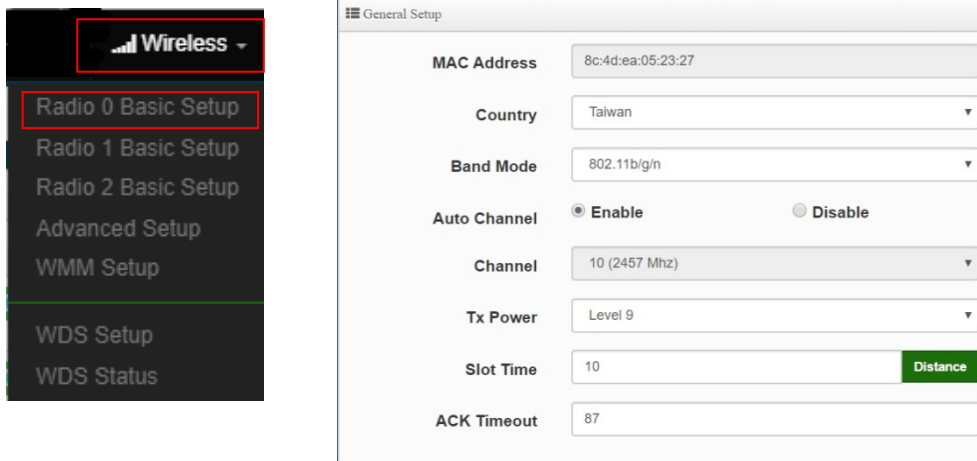 Wireless
Radio 0 Basic Setup
Radio 1 Basic Setup
Radio 2 Basic Setup
Advanced Setup
WMM Setup
WDS Setup
WDS Status
General Setup
MAC Address 8c:4d:ea:05:23:27
Country Taiwan
Band Mode 802.11b/g/n
Auto Channel Enable Disable
Channel 10 (2457 Mhz)
Tx Power Level 9
Slot Time 10 Distance
ACK Timeout 87